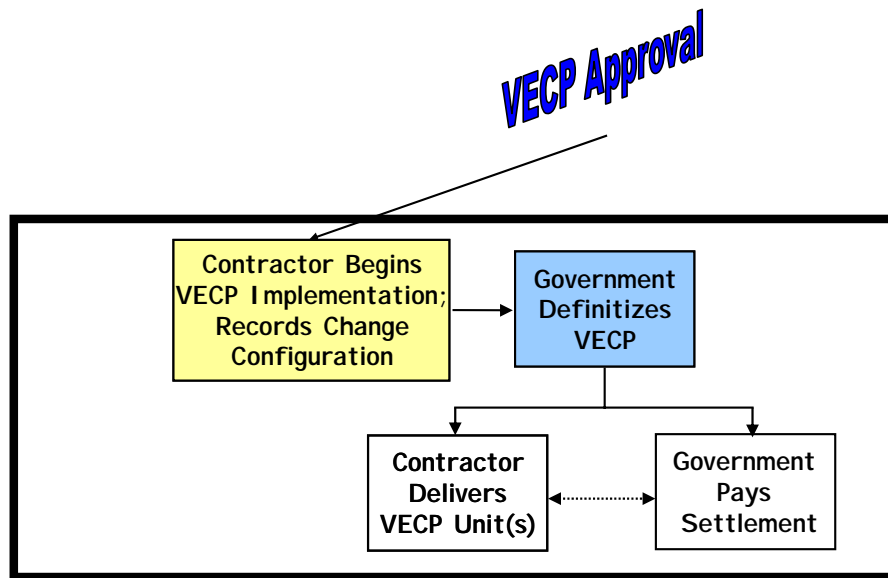 VECP Approval
Contractor Begins
VECP Implementation;
Records Change
Configuration
Government
Definitizes
VECP
Contractor
Delivers
VECP Unit(s)
Government
Pays
Settlement